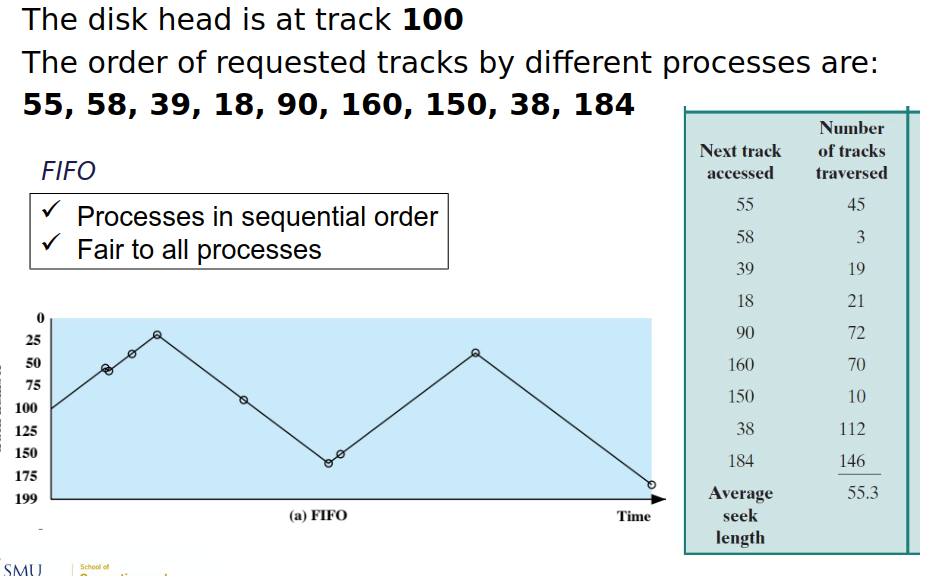 The disk head is at track 100
The order of requested tracks by different processes are:
55, 58, 39, 18, 90, 160, 150, 38, 184
FIFO
✓ Processes in sequential order
✓ Fair to all processes
Next track accessed
Number of tracks traversed
55 45
58 3
39 19
18 21
90 72
160 70
150 10
38 112
184 146
Average seek length 55.3
0
25
50
75
100
125
150
175
199
(a) FIFO
Time
SMU
School of